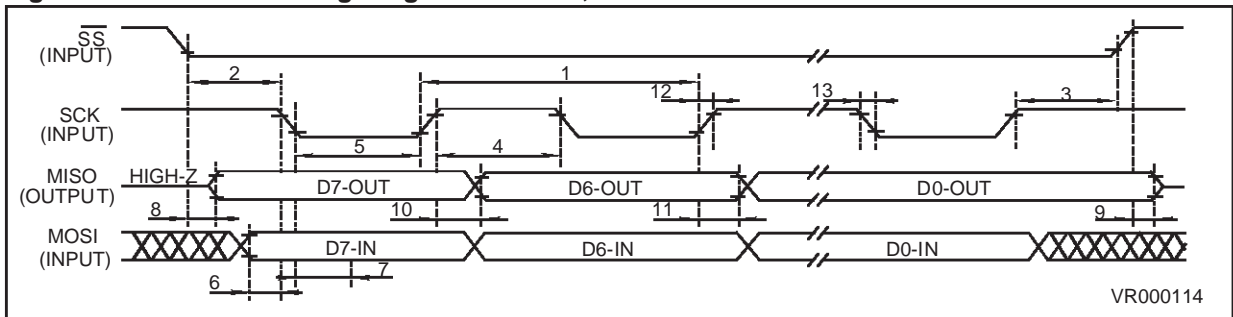 SS
(INPUT)
2
1
12
13
3
SCK
(INPUT)
5
4
MISO
(OUTPUT)
HIGH-Z
D7-OUT
D6-OUT
D0-OUT
8
10
11
9
MOSI
(INPUT)
D7-IN
D6-IN
D0-IN
6
7
VR000114